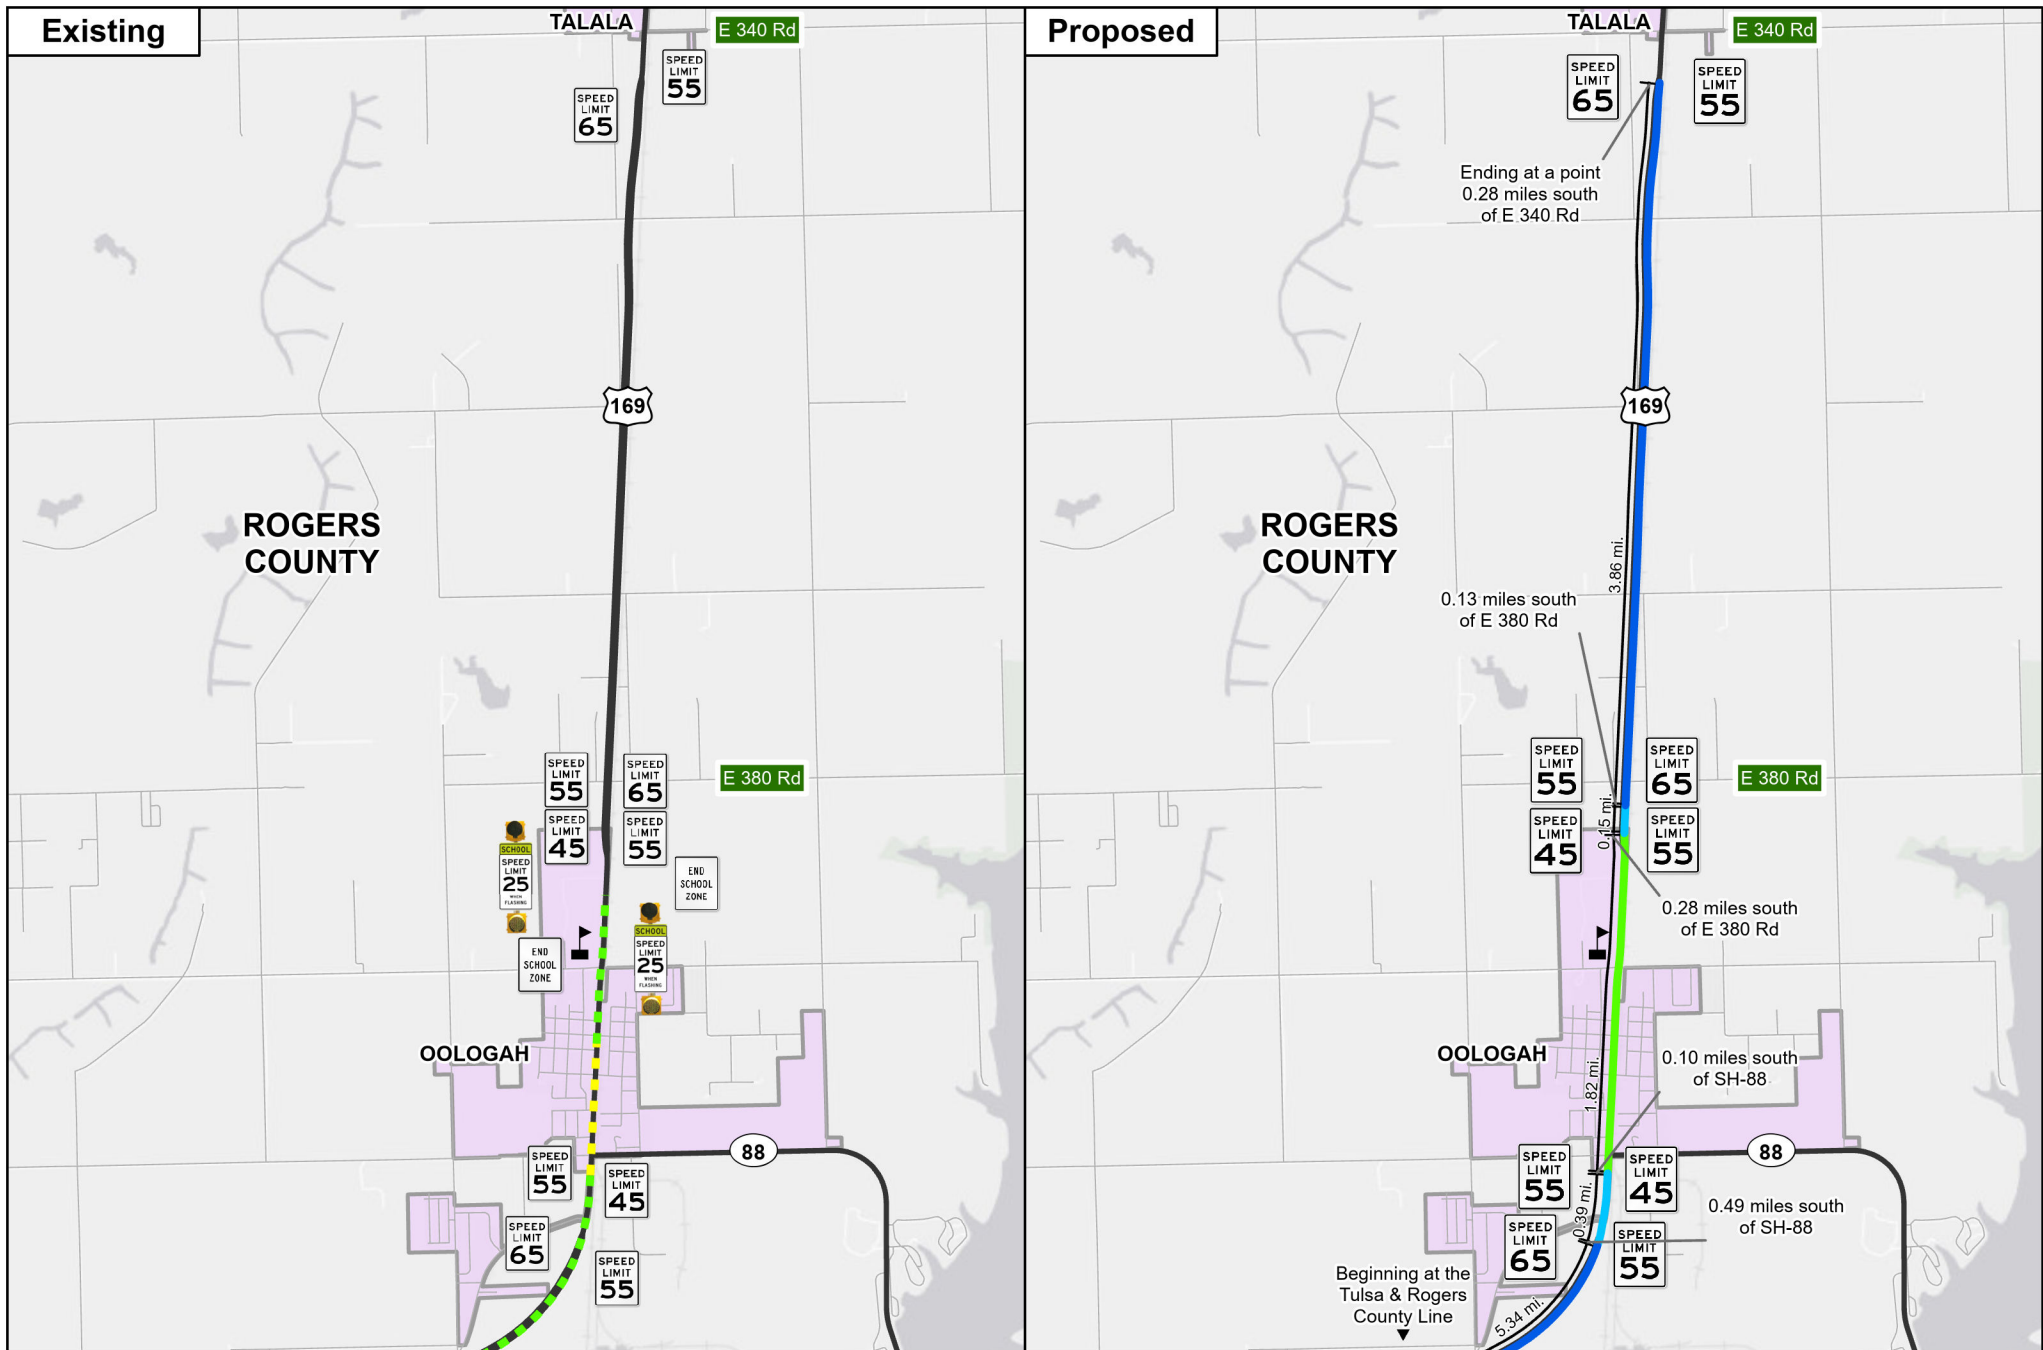 Existing
TALALA
E 340 Rd
SPEED
LIMIT
55
SPEED
LIMIT
65
169
ROGERS
COUNTY
SPEED
LIMIT
55
SPEED
LIMIT
65
E 380 Rd
SPEED
LIMIT
45
SPEED
LIMIT
55
SCHOOL
SPEED
LIMIT
25
WHEN
FLASHING
END
SCHOOL
ZONE
SCHOOL
SPEED
LIMIT
25
WHEN
FLASHING
END
SCHOOL
ZONE
OOLOGAH
88
SPEED
LIMIT
55
SPEED
LIMIT
45
SPEED
LIMIT
65
SPEED
LIMIT
55
Proposed
TALALA
E 340 Rd
SPEED
LIMIT
65
SPEED
LIMIT
55
Ending at a point
0.28 miles south
of E 340 Rd
169
ROGERS
COUNTY
3.86 mi.
0.13 miles south
of E 380 Rd
SPEED
LIMIT
55
SPEED
LIMIT
65
E 380 Rd
0.15 mi.
SPEED
LIMIT
45
SPEED
LIMIT
55
0.28 miles south
of E 380 Rd
OOLOGAH
0.10 miles south
of SH-88
1.82 mi.
88
SPEED
LIMIT
55
SPEED
LIMIT
45
0.39 mi.
0.49 miles south
of SH-88
SPEED
LIMIT
65
SPEED
LIMIT
55
Beginning at the
Tulsa & Rogers
County Line
5.34 mi.